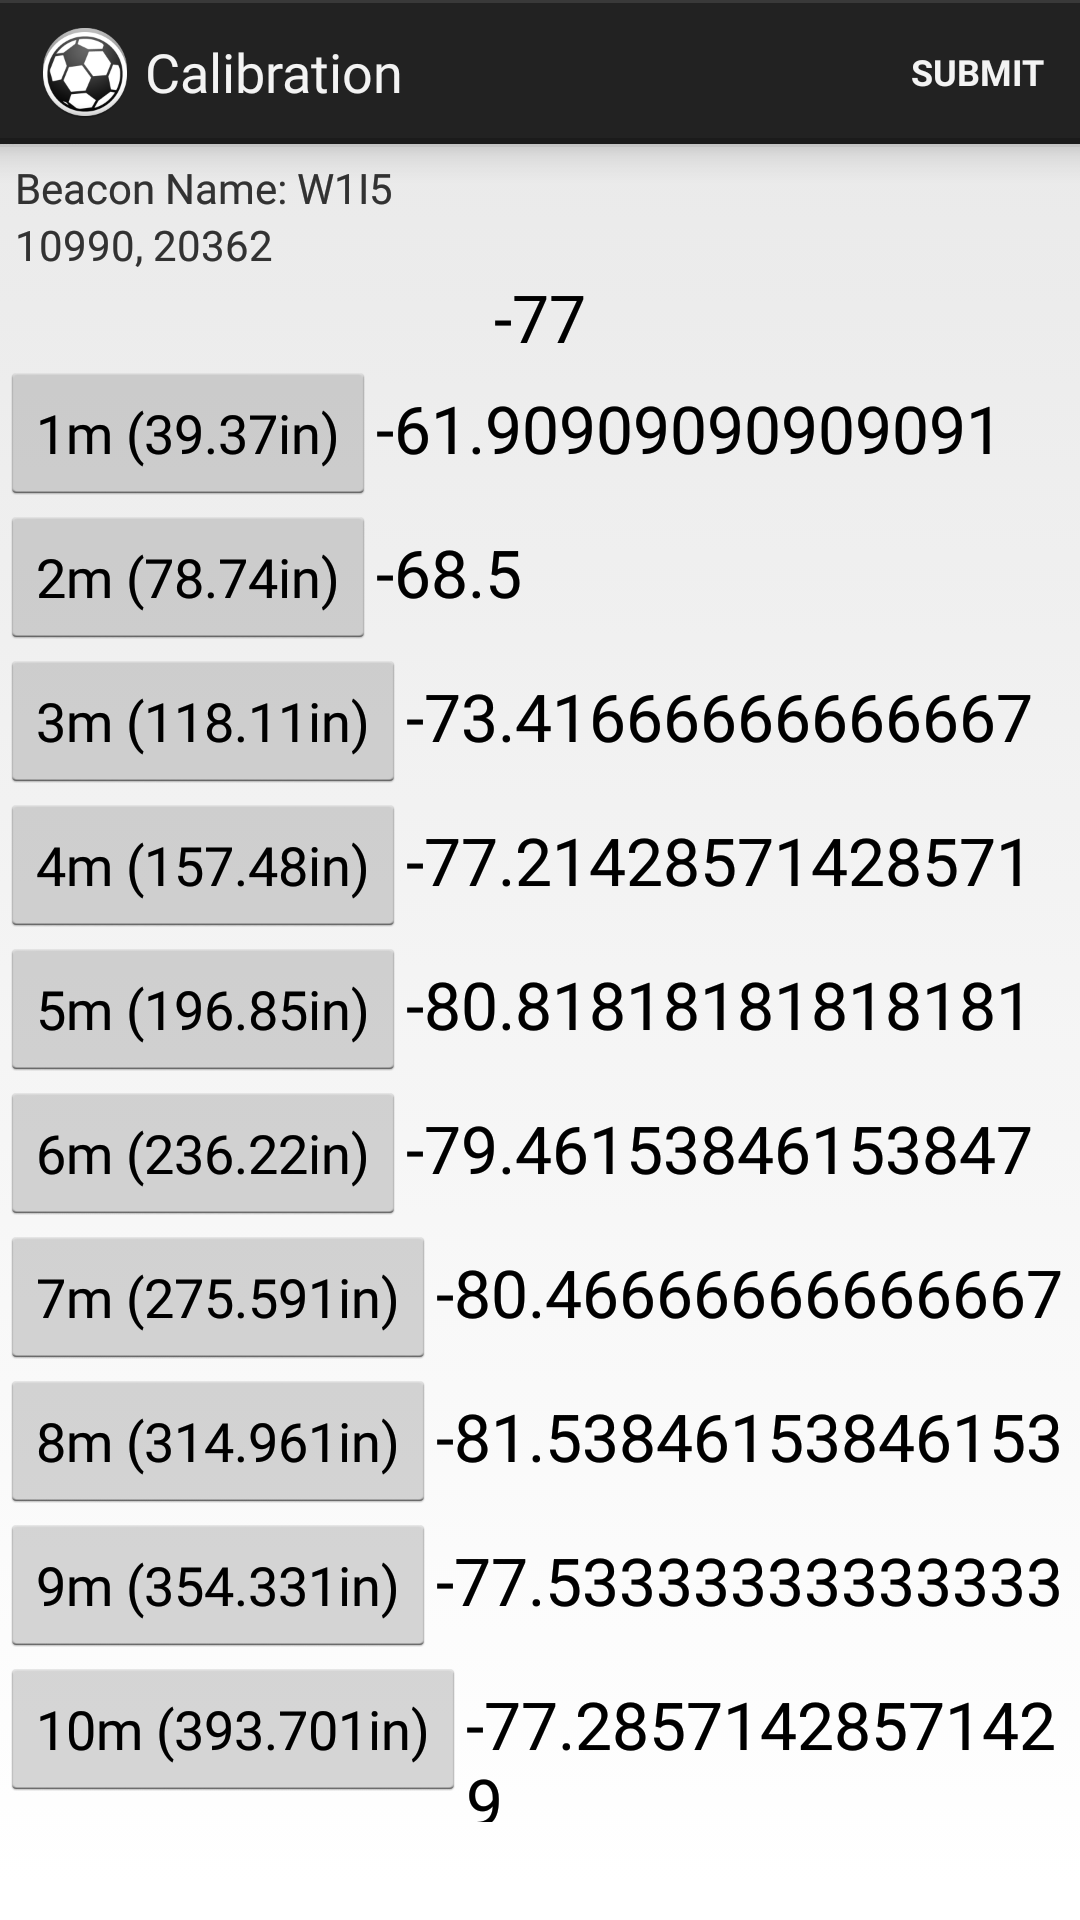 Calibration SUBMIT
Beacon Name: W1I5
10990, 20362
-77
1m (39.37in) -61.90909090909091
2m (78.74in) -68.5
3m (118.11in) -73.41666666666667
4m (157.48in) -77.21428571428571
5m (196.85in) -80.81818181818181
6m (236.22in) -79.46153846153847
7m (275.591in) -80.46666666666667
8m (314.961in) -81.53846153846153
9m (354.331in) -77.53333333333333
10m (393.701in) -77.2857142857142
9